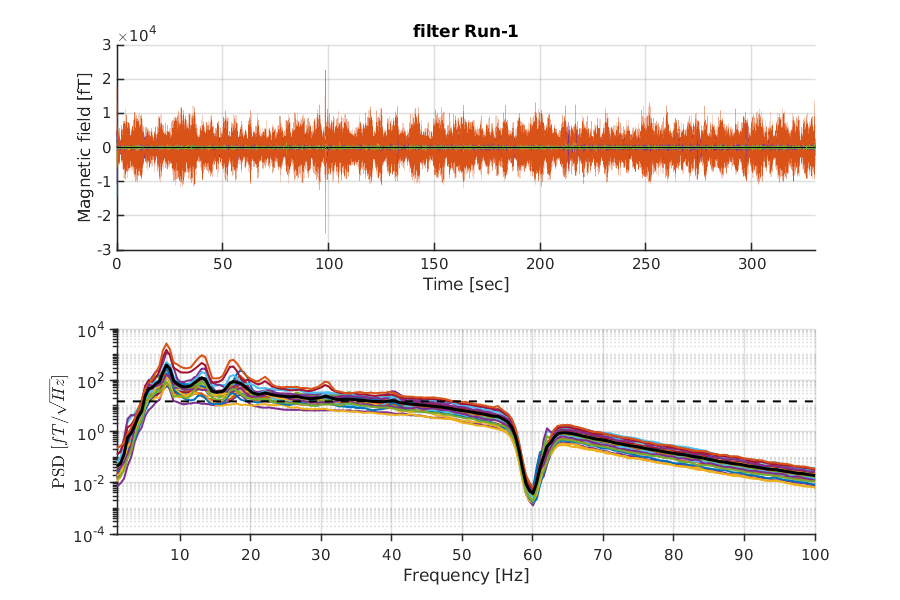 filter Run-1
×10^4
3
2
1
0
-1
-2
-3
Magnetic field [fT]
0 50 100 150 200 250 300
Time [sec]
10^4
10^2
10^0
10^-2
10^-4
PSD [fT/√Hz]
10 20 30 40 50 60 70 80 90 100
Frequency [Hz]